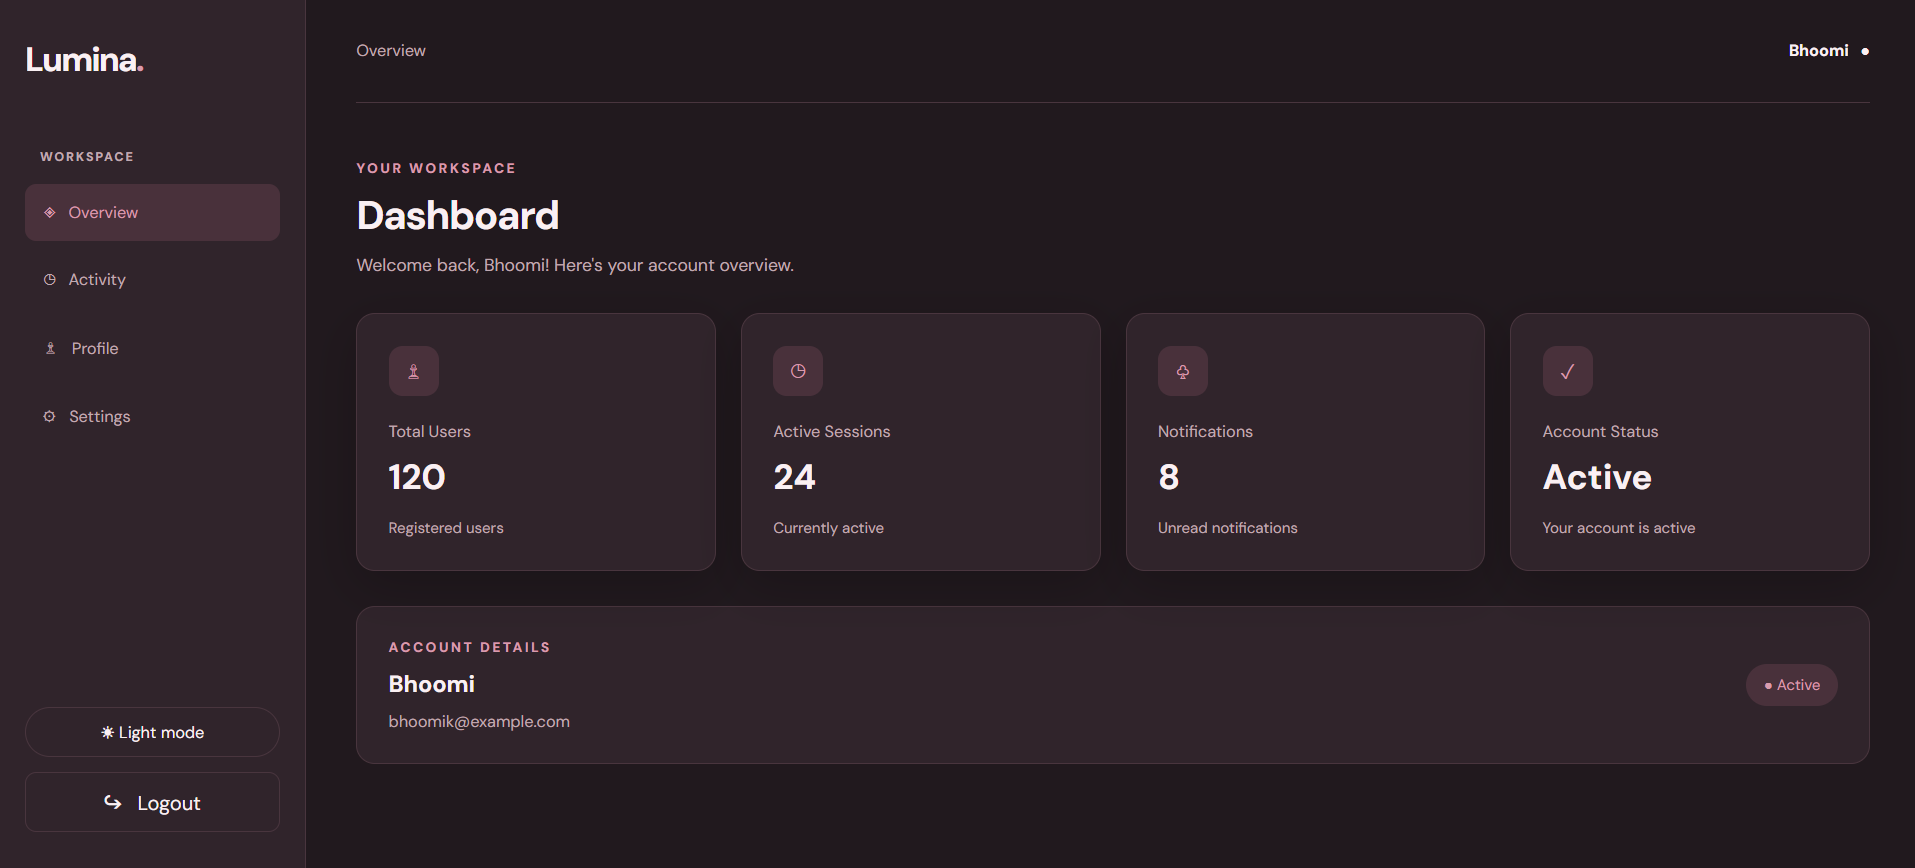 Lumina.
WORKSPACE
Overview
Activity
Profile
Settings
Light mode
Logout
Overview
Bhoomi
YOUR WORKSPACE
Dashboard
Welcome back, Bhoomi! Here's your account overview.
Total Users
120
Registered users
Active Sessions
24
Currently active
Notifications
8
Unread notifications
Account Status
Active
Your account is active
ACCOUNT DETAILS
Bhoomi
bhoomik@example.com
Active